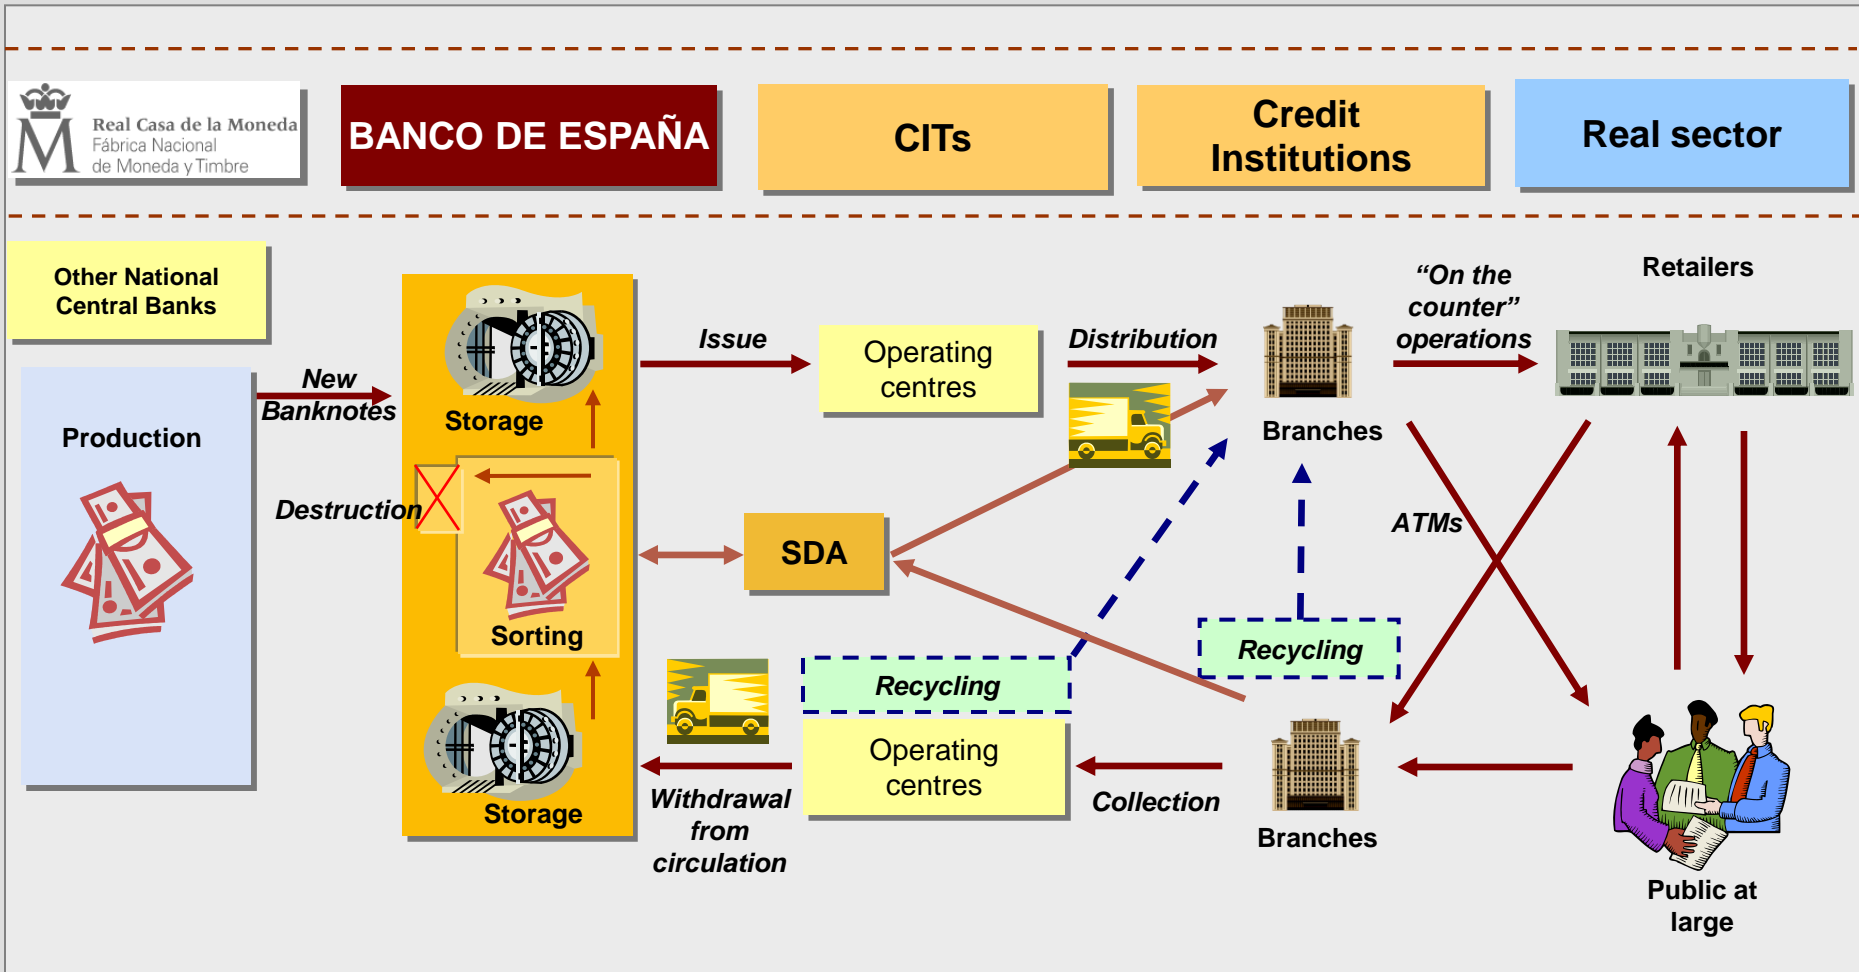 Real Casa de la Moneda
Fábrica Nacional
de Moneda y Timbre
BANCO DE ESPAÑA
CITs
Credit
Institutions
Real sector
Other National
Central Banks
Production
New
Banknotes
Storage
Destruction
Sorting
Storage
Issue
Operating
centres
Distribution
Branches
“On the
counter”
operations
Retailers
SDA
ATMs
Recycling
Recycling
Withdrawal
from
circulation
Operating
centres
Collection
Branches
Public at
large